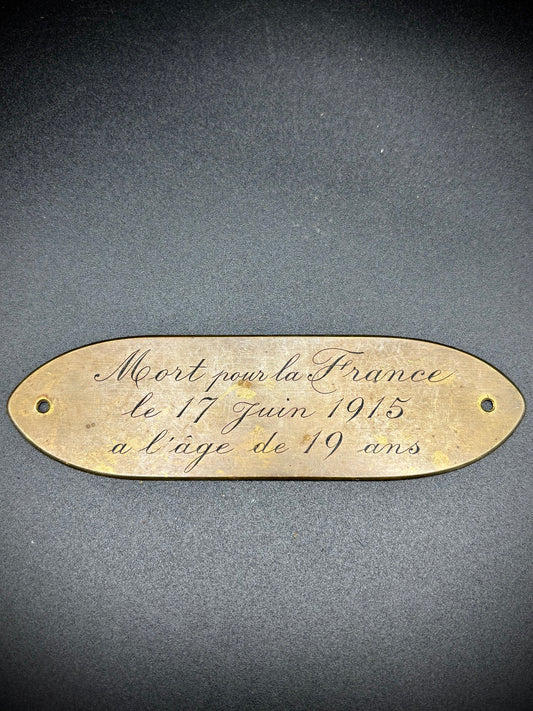 Mort pour la France
le 17 Juin 1915
a l'âge de 19 ans